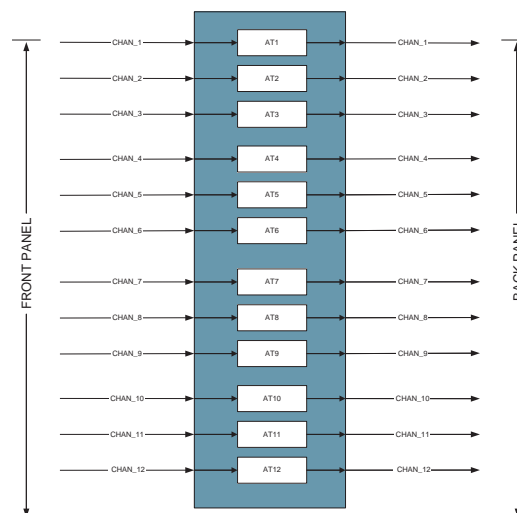 CHAN_1 AT1 CHAN_1
CHAN_2 AT2 CHAN_2
CHAN_3 AT3 CHAN_3
CHAN_4 AT4 CHAN_4
CHAN_5 AT5 CHAN_5
CHAN_6 AT6 CHAN_6
FRONT PANEL
BACK PANEL
CHAN_7 AT7 CHAN_7
CHAN_8 AT8 CHAN_8
CHAN_9 AT9 CHAN_9
CHAN_10 AT10 CHAN_10
CHAN_11 AT11 CHAN_11
CHAN_12 AT12 CHAN_12